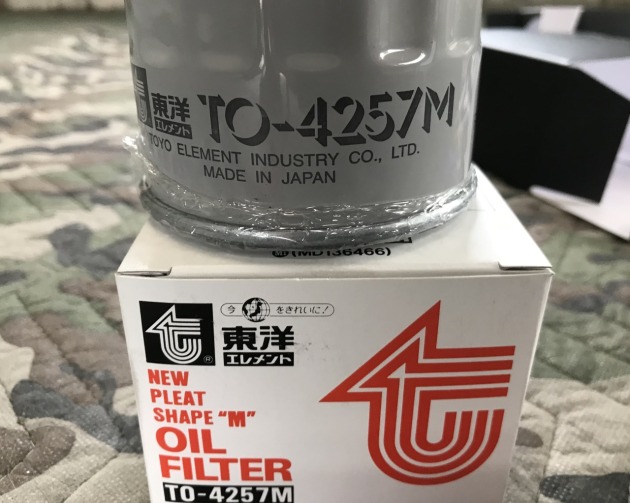 東洋
エレメント
TO-4257M
TOYO ELEMENT INDUSTRY CO., LTD.
MADE IN JAPAN
(MD136466)
今 をきれいに!
東洋
エレメント
NEW
PLEAT
SHAPE "M"
OIL
FILTER
TO-4257M